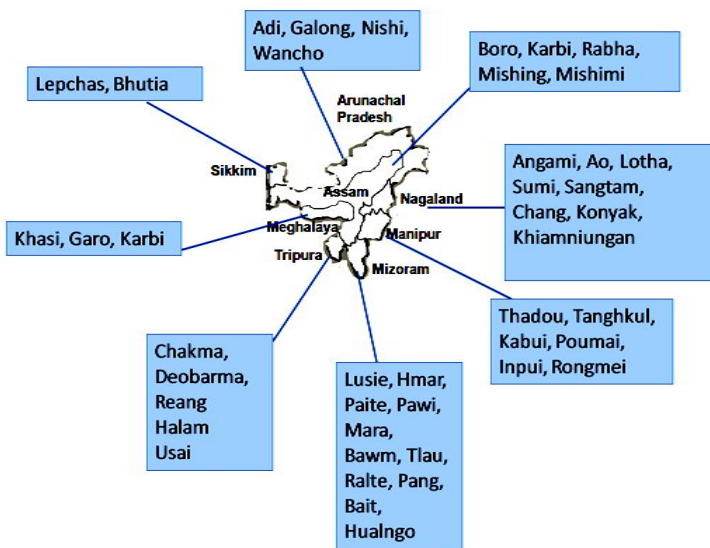 Adi, Galong, Nishi,
Wancho
Boro, Karbi, Rabha,
Mishing, Mishimi
Lepchas, Bhutia
Arunachal
Pradesh
Sikkim
Assam
Nagaland
Angami, Ao, Lotha,
Sumi, Sangtam,
Chang, Konyak,
Khiamniungan
Khasi, Garo, Karbi
Meghalaya
Manipur
Tripura
Mizoram
Thadou, Tanghkul,
Kabui, Poumai,
Inpui, Rongmei
Chakma,
Deobarma,
Reang
Halam
Usai
Lusie, Hmar,
Paite, Pawi,
Mara,
Bawm, Tlau,
Ralte, Pang,
Bait,
Hualngo